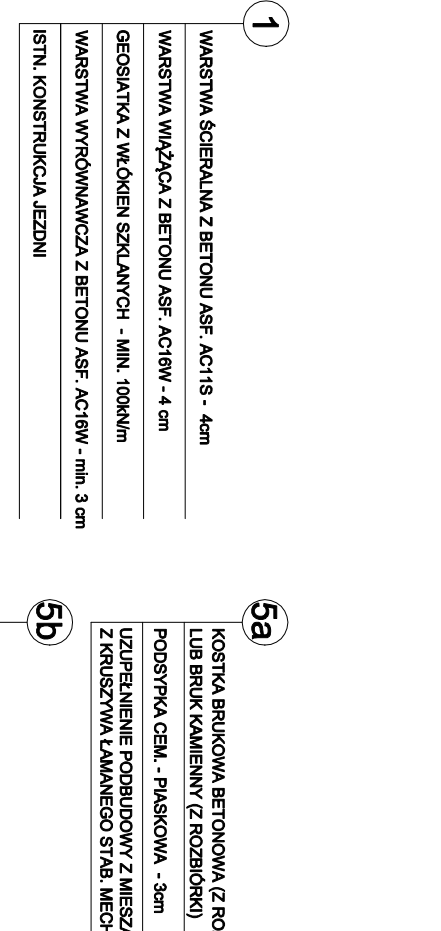 1
WARSTWA ŚCIERALNA Z BETONU ASF. AC11S - 4cm
WARSTWA WIĄŻĄCA Z BETONU ASF. AC16W - 4 cm
GEOSIATKA Z WŁÓKIEN SZKLANYCH - MIN. 100kN/m
WARSTWA WYRÓWNAWCZA Z BETONU ASF. AC16W - min. 3 cm
ISTN. KONSTRUKCJA JEZDNI
5a
KOSTKA BRUKOWA BETONOWA (Z RO
LUB BRUK KAMIENNY (Z ROZBIÓRKI)
PODSYPKA CEM. - PIASKOWA - 3cm
UZUPEŁNIENIE PODBUDOWY Z MIESZA
Z KRUSZYWA ŁAMANEGO STAB. MECH
5b